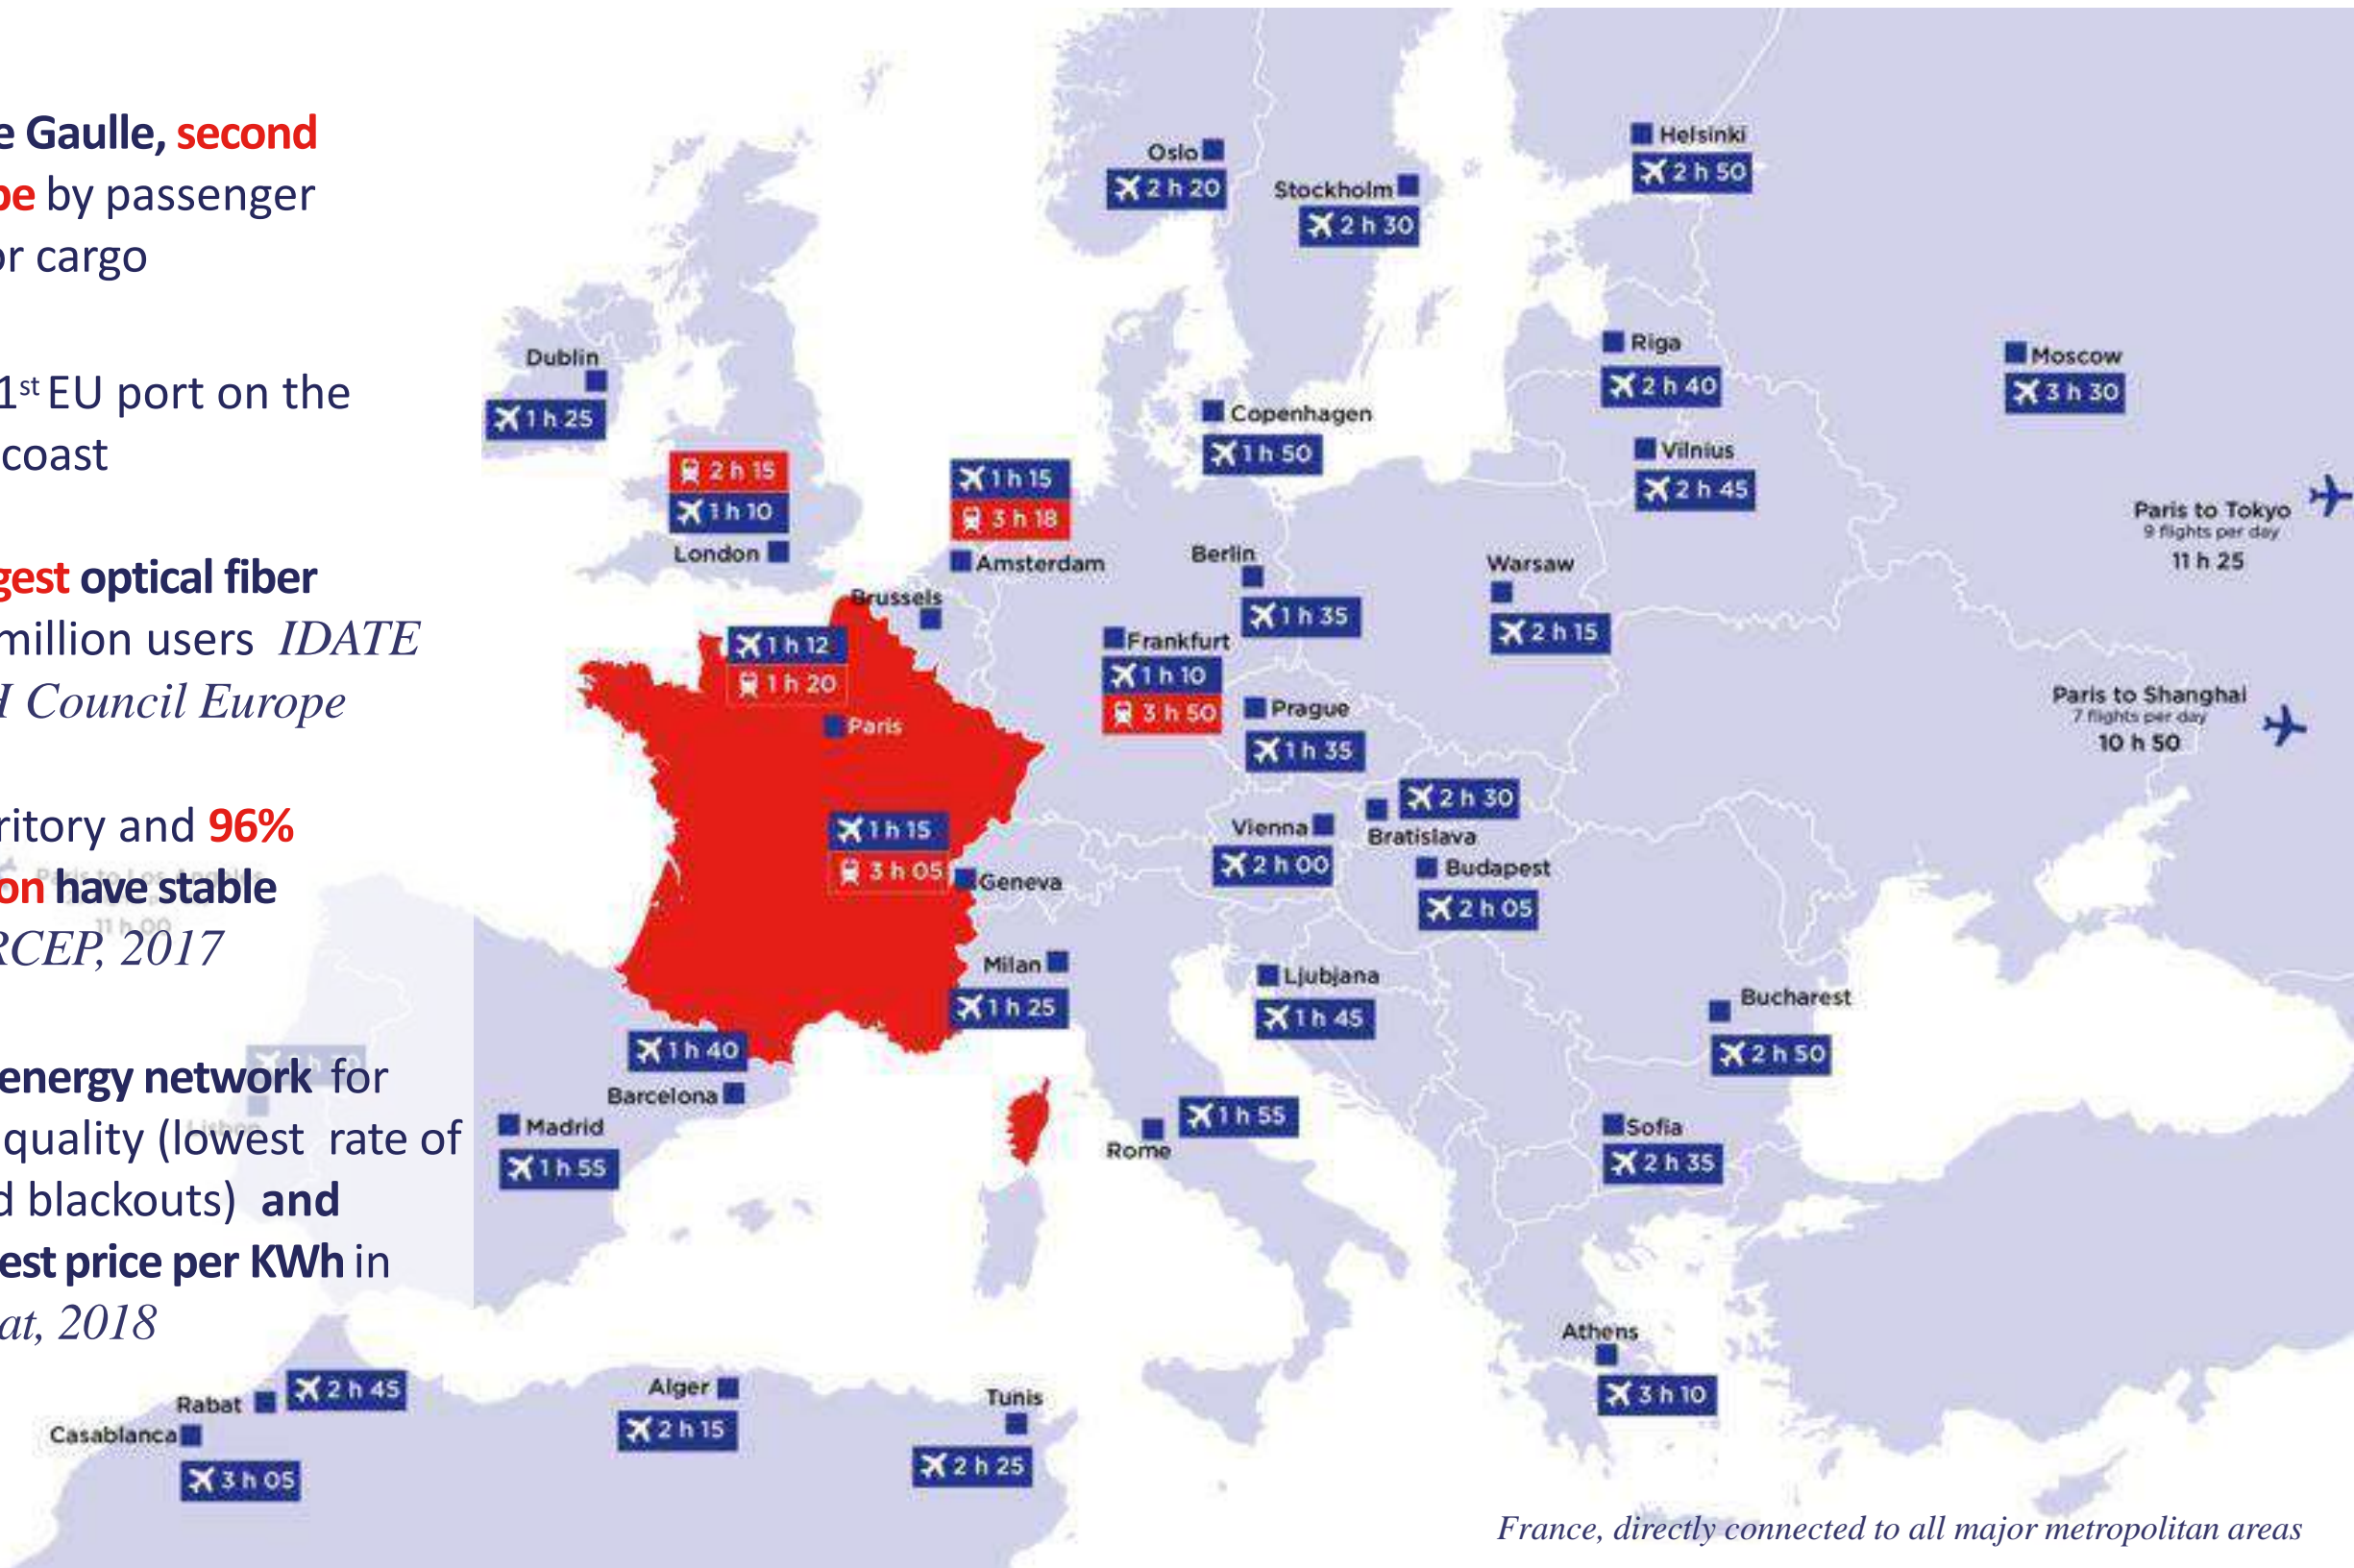 e Gaulle, second
pe by passenger
or cargo
1st EU port on the
coast
gest optical fiber
million users IDATE
H Council Europe
ritory and 96%
on have stable
RCEP, 2017
energy network for
quality (lowest rate of
d blackouts) and
est price per KWh in
at, 2018
Paris to Los Angeles
11 h 00
Lisbon
Oslo
2 h 20
Stockholm
2 h 30
Helsinki
2 h 50
Dublin
1 h 25
Riga
2 h 40
Moscow
3 h 30
Copenhagen
1 h 50
Vilnius
2 h 45
2 h 15
1 h 10
London
1 h 15
3 h 18
Amsterdam
Berlin
1 h 35
Warsaw
2 h 15
Paris to Tokyo
9 flights per day
11 h 25
Brussels
1 h 12
1 h 20
Paris
Frankfurt
1 h 10
3 h 50
Prague
1 h 35
Paris to Shanghai
7 flights per day
10 h 50
1 h 15
3 h 05
Geneva
Vienna
2 h 00
2 h 30
Bratislava
Budapest
2 h 05
Milan
1 h 25
Ljubjana
1 h 45
Bucharest
2 h 50
1 h 40
Barcelona
Madrid
1 h 55
1 h 55
Rome
Sofia
2 h 35
Athens
3 h 10
Rabat
2 h 45
Casablanca
3 h 05
Alger
2 h 15
Tunis
2 h 25
France, directly connected to all major metropolitan areas